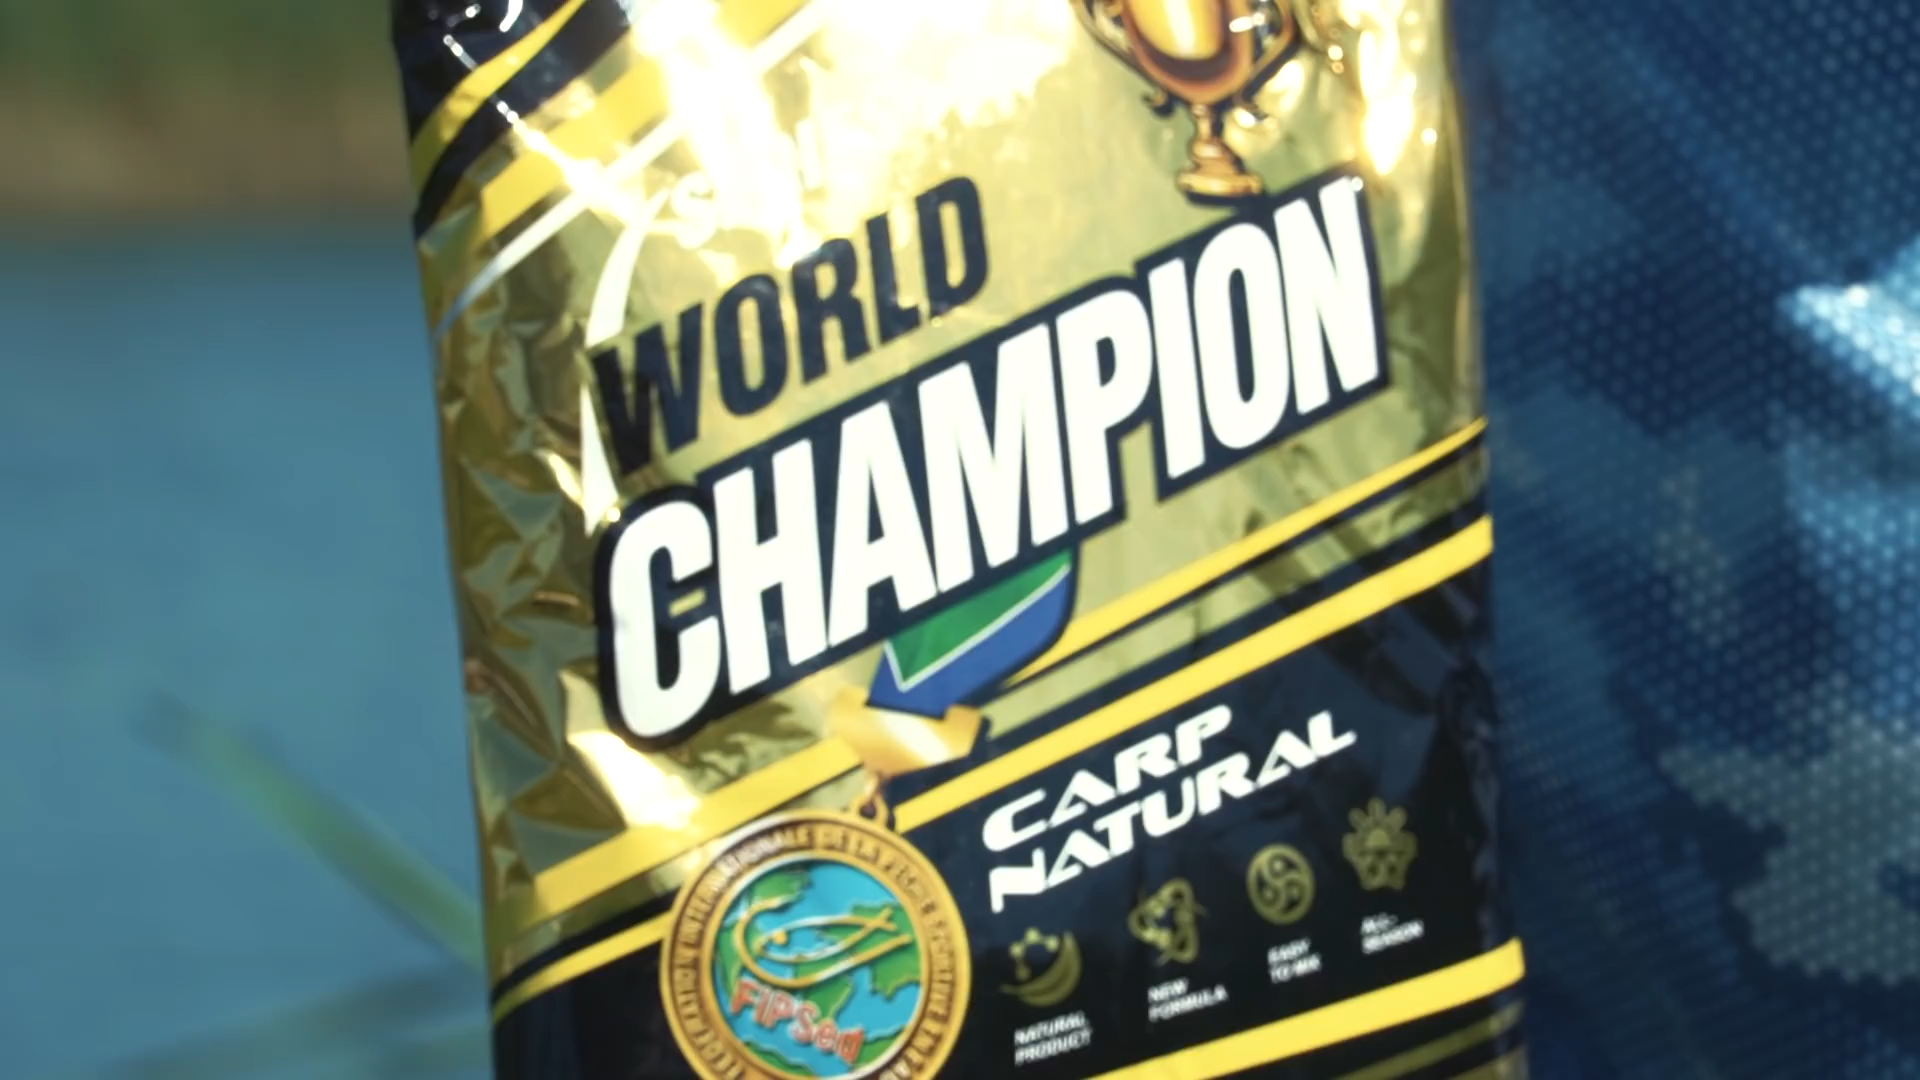 WORLD
CHAMPION
CARP
NATURAL
NATURAL
PRODUCT
NEW
FORMULA
EASY
TO MIX
ALL-
SEASON
FIPSed